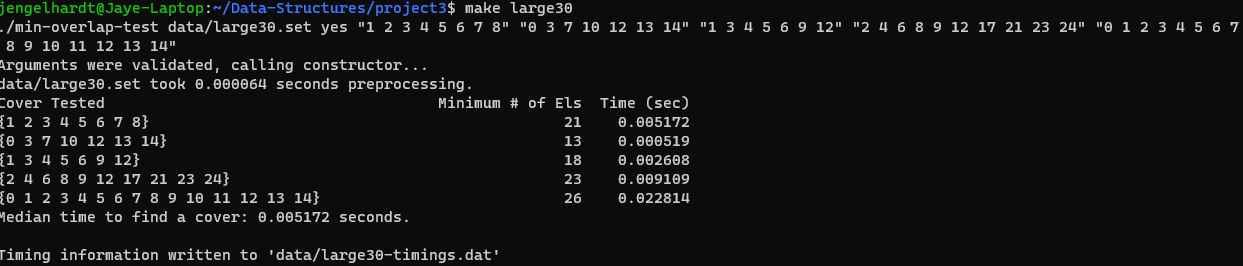 jengelhardt@Jaye-Laptop:~/Data-Structures/project3$ make large30
./min-overlap-test data/large30.set yes "1 2 3 4 5 6 7 8" "0 3 7 10 12 13 14" "1 3 4 5 6 9 12" "2 4 6 8 9 12 17 21 23 24" "0 1 2 3 4 5 6 7
8 9 10 11 12 13 14"
Arguments were validated, calling constructor...
data/large30.set took 0.000064 seconds preprocessing.
Cover Tested Minimum # of Els Time (sec)
{1 2 3 4 5 6 7 8} 21 0.005172
{0 3 7 10 12 13 14} 13 0.000519
{1 3 4 5 6 9 12} 18 0.002608
{2 4 6 8 9 12 17 21 23 24} 23 0.009109
{0 1 2 3 4 5 6 7 8 9 10 11 12 13 14} 26 0.022814
Median time to find a cover: 0.005172 seconds.
Timing information written to 'data/large30-timings.dat'